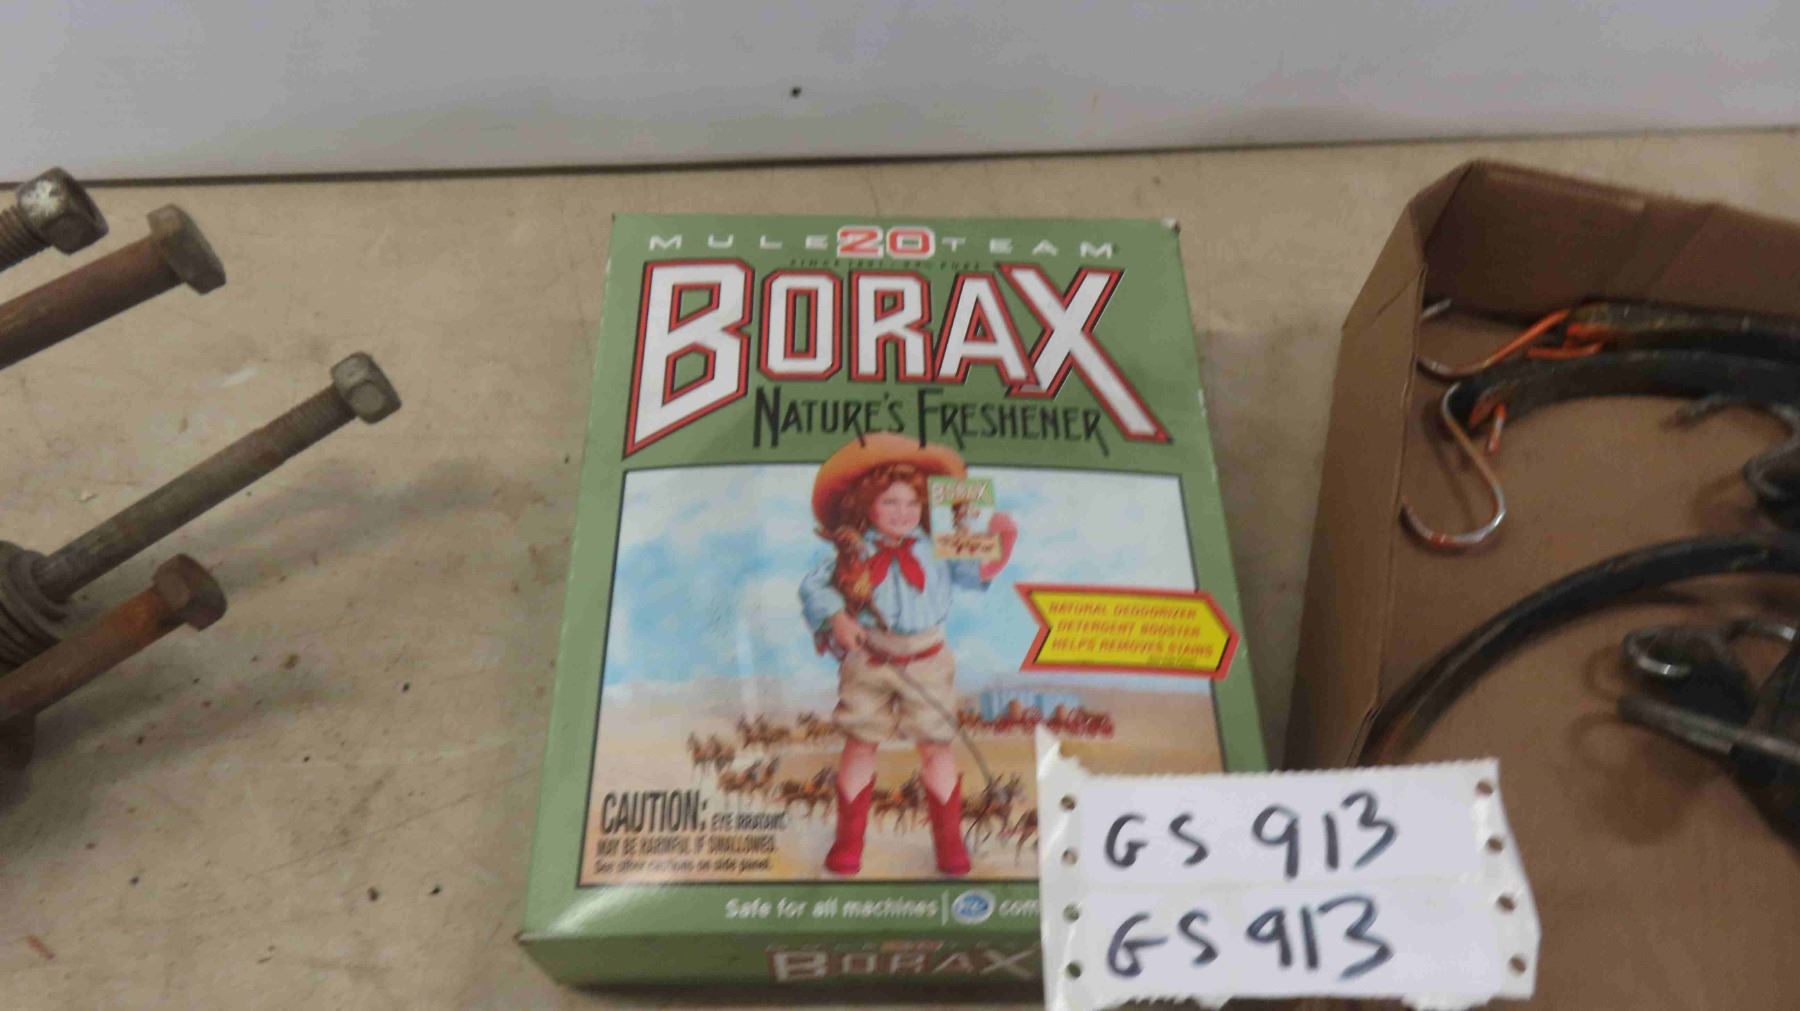 MULE 20 TEAM
BORAX
NATURE'S FRESHENER
BORAX
NATURAL DEODORIZER
DETERGENT BOOSTER
HELPS REMOVES STAINS
CAUTION: EYE IRRITANT.
MAY BE HARMFUL IF SWALLOWED.
See other cautions on side panel.
Safe for all machines
BORAX
GS 913
GS 913